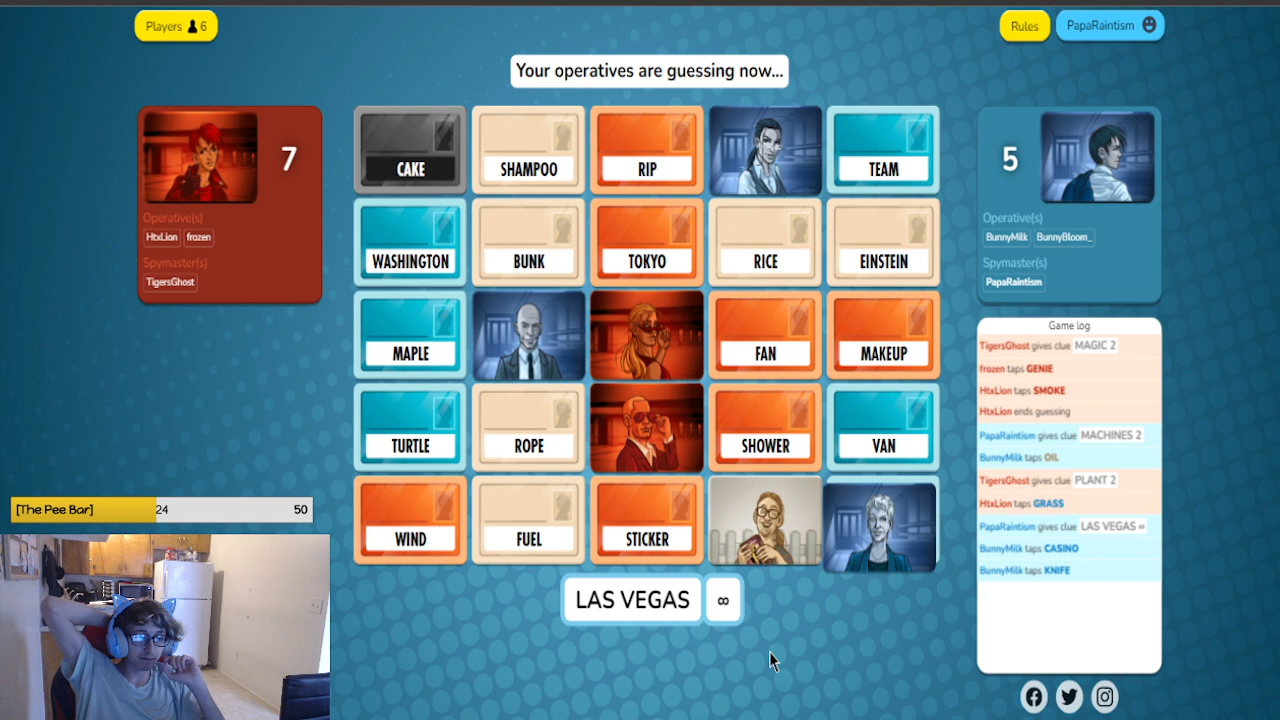 Players 6
Rules
PapaRaintism
Your operatives are guessing now...
7
Operative(s)
HtxLion frozen
Spymaster(s)
TigersGhost
CAKE
SHAMPOO
RIP
TEAM
WASHINGTON
BUNK
TOKYO
RICE
EINSTEIN
MAPLE
FAN
MAKEUP
TURTLE
ROPE
SHOWER
VAN
WIND
FUEL
STICKER
LAS VEGAS ∞
5
Operative(s)
BunnyMilk BunnyBloom_
Spymaster(s)
PapaRaintism
Game log
TigersGhost gives clue MAGIC 2
frozen taps GENIE
HtxLion taps SMOKE
HtxLion ends guessing
PapaRaintism gives clue MACHINES 2
BunnyMilk taps OIL
TigersGhost gives clue PLANT 2
HtxLion taps GRASS
PapaRaintism gives clue LAS VEGAS ∞
BunnyMilk taps CASINO
BunnyMilk taps KNIFE
[The Pee Bar] 24 50